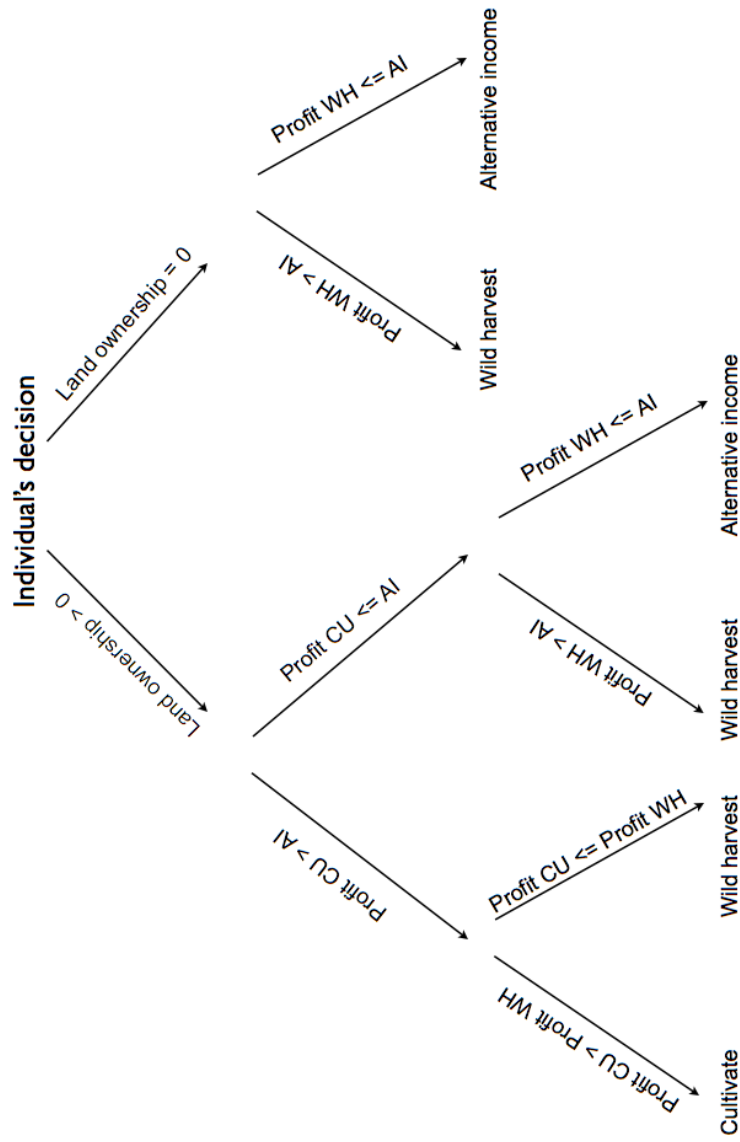 Individual's decision
Land ownership > 0
Land ownership = 0
Profit CU > AI
Profit CU <= AI
Profit WH > AI
Profit WH <= AI
Wild harvest
Alternative income
Profit CU > Profit WH
Profit CU <= Profit WH
Profit WH > AI
Profit WH <= AI
Cultivate
Wild harvest
Wild harvest
Alternative income